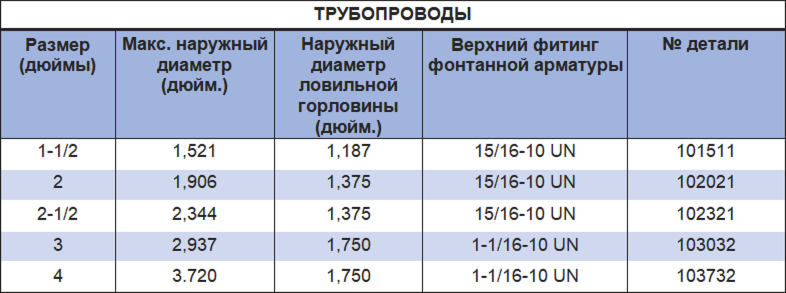 ТРУБОПРОВОДЫ
Размер (дюймы) Макс. наружный диаметр (дюйм.) Наружный диаметр ловильной горловины (дюйм.) Верхний фитинг фонтанной арматуры № детали
1-1/2 1,521 1,187 15/16-10 UN 101511
2 1,906 1,375 15/16-10 UN 102021
2-1/2 2,344 1,375 15/16-10 UN 102321
3 2,937 1,750 1-1/16-10 UN 103032
4 3.720 1,750 1-1/16-10 UN 103732